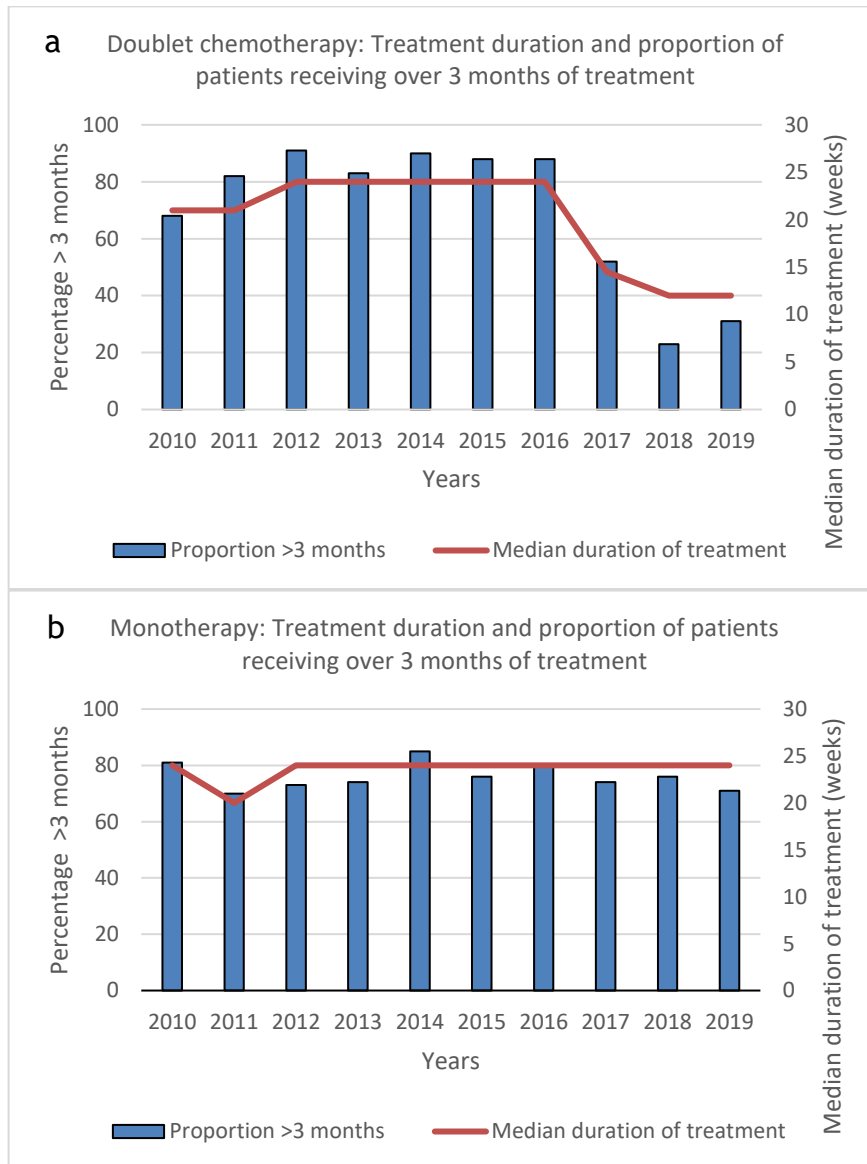 a
Doublet chemotherapy: Treatment duration and proportion of
patients receiving over 3 months of treatment
Percentage > 3 months
100
80
60
40
20
0
30
25
20
15
10
5
0
Median duration of treatment (weeks)
2010 2011 2012 2013 2014 2015 2016 2017 2018 2019
Years
Proportion >3 months Median duration of treatment
b
Monotherapy: Treatment duration and proportion of patients
receiving over 3 months of treatment
Percentage >3 months
100
80
60
40
20
0
30
25
20
15
10
5
0
Median duration of treatment (weeks)
2010 2011 2012 2013 2014 2015 2016 2017 2018 2019
Years
Proportion >3 months Median duration of treatment